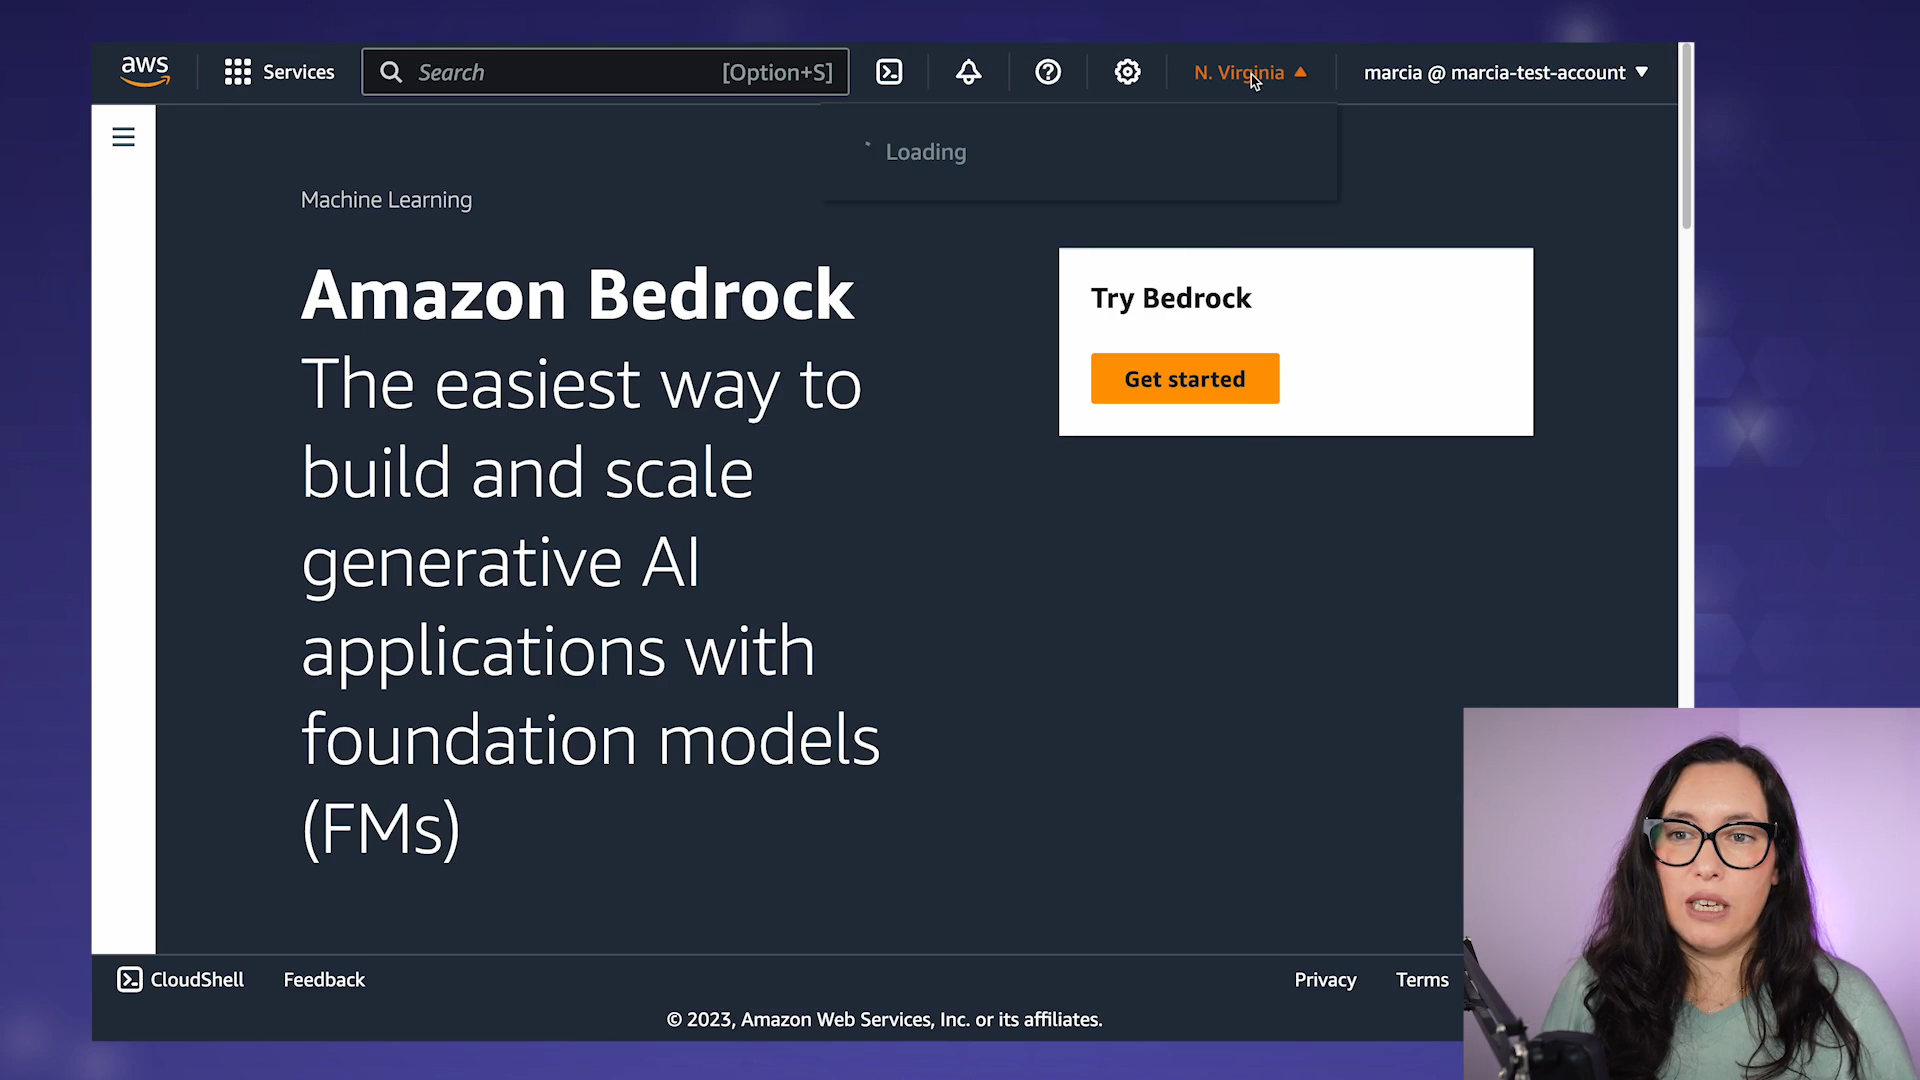 aws
Services
Search [Option+S]
N. Virginia
marcia @ marcia-test-account
Loading
Machine Learning
Amazon Bedrock
The easiest way to
build and scale
generative AI
applications with
foundation models
(FMs)
Try Bedrock
Get started
CloudShell
Feedback
Privacy
Terms
© 2023, Amazon Web Services, Inc. or its affiliates.